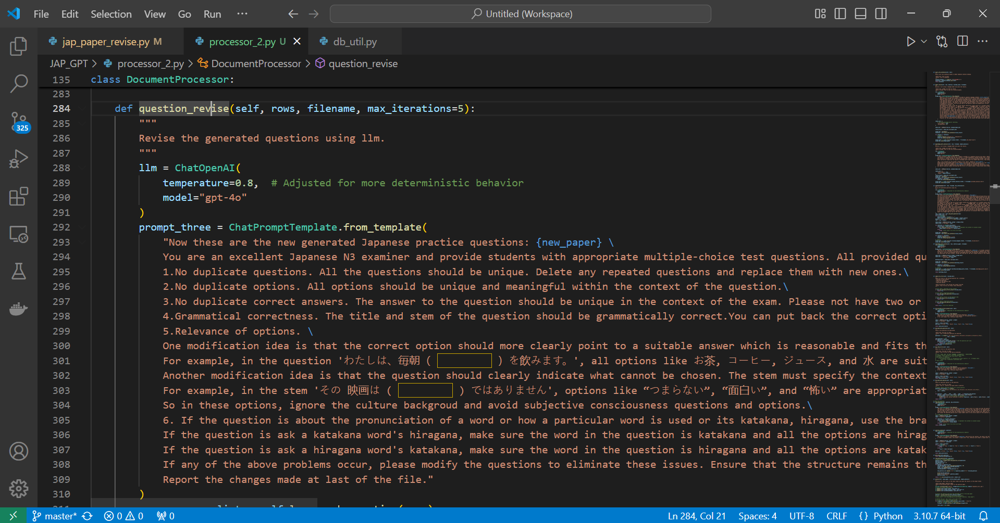 File Edit Selection View Go Run ··· Untitled (Workspace)
jap_paper_revise.py M processor_2.py U db_util.py
JAP_GPT > processor_2.py > DocumentProcessor > question_revise
135 class DocumentProcessor:
283
284 def question_revise(self, rows, filename, max_iterations=5):
285 """
286 Revise the generated questions using llm.
287 """
288 llm = ChatOpenAI(
289 temperature=0.8, # Adjusted for more deterministic behavior
290 model="gpt-4o"
291 )
292 prompt_three = ChatPromptTemplate.from_template(
293 "Now these are the new generated Japanese practice questions: {new_paper} \
294 You are an excellent Japanese N3 examiner and provide students with appropriate multiple-choice test questions. All provided qu
295 1.No duplicate questions. All the questions should be unique. Delete any repeated questions and replace them with new ones.\
296 2.No duplicate options. All options should be unique and meaningful within the context of the question.\
297 3.No duplicate correct answers. The answer to the question should be unique in the context of the exam. Please not have two or
298 4.Grammatical correctness. The title and stem of the question should be grammatically correct.You can put back the correct opti
299 5.Relevance of options. \
300 One modification idea is that the correct option should more clearly point to a suitable answer which is reasonable and fits th
301 For example, in the question 'わたしは、毎朝 ( ) を飲みます。', all options like お茶, コーヒー, ジュース, and 水 are suit
302 Another modification idea is that the question should clearly indicate what cannot be chosen. The stem must specify the context
303 For example, in the stem 'その 映画は ( ) ではありません', options like “つまらない”, “面白い”, and “怖い” are appropriat
304 So in these options, ignore the culture backgroud and avoid subjective consciousness questions and options.\
305 6. If the question is about the pronunciation of a word or how a particular word is used or its katakana, hiragana, use the bra
306 If the question is ask a katakana word's hiragana, make sure the word in the question is katakana and all the options are hirag
307 If the question is ask a hiragana word's katakana, make sure the word in the question is hiragana and all the options are katak
308 If any of the above problems occur, please modify the questions to eliminate these issues. Ensure that the structure remains th
309 Report the changes made at last of the file."
310 )
325
master* 0 0 0 Ln 284, Col 21 Spaces: 4 UTF-8 CRLF {} Python 3.10.7 64-bit